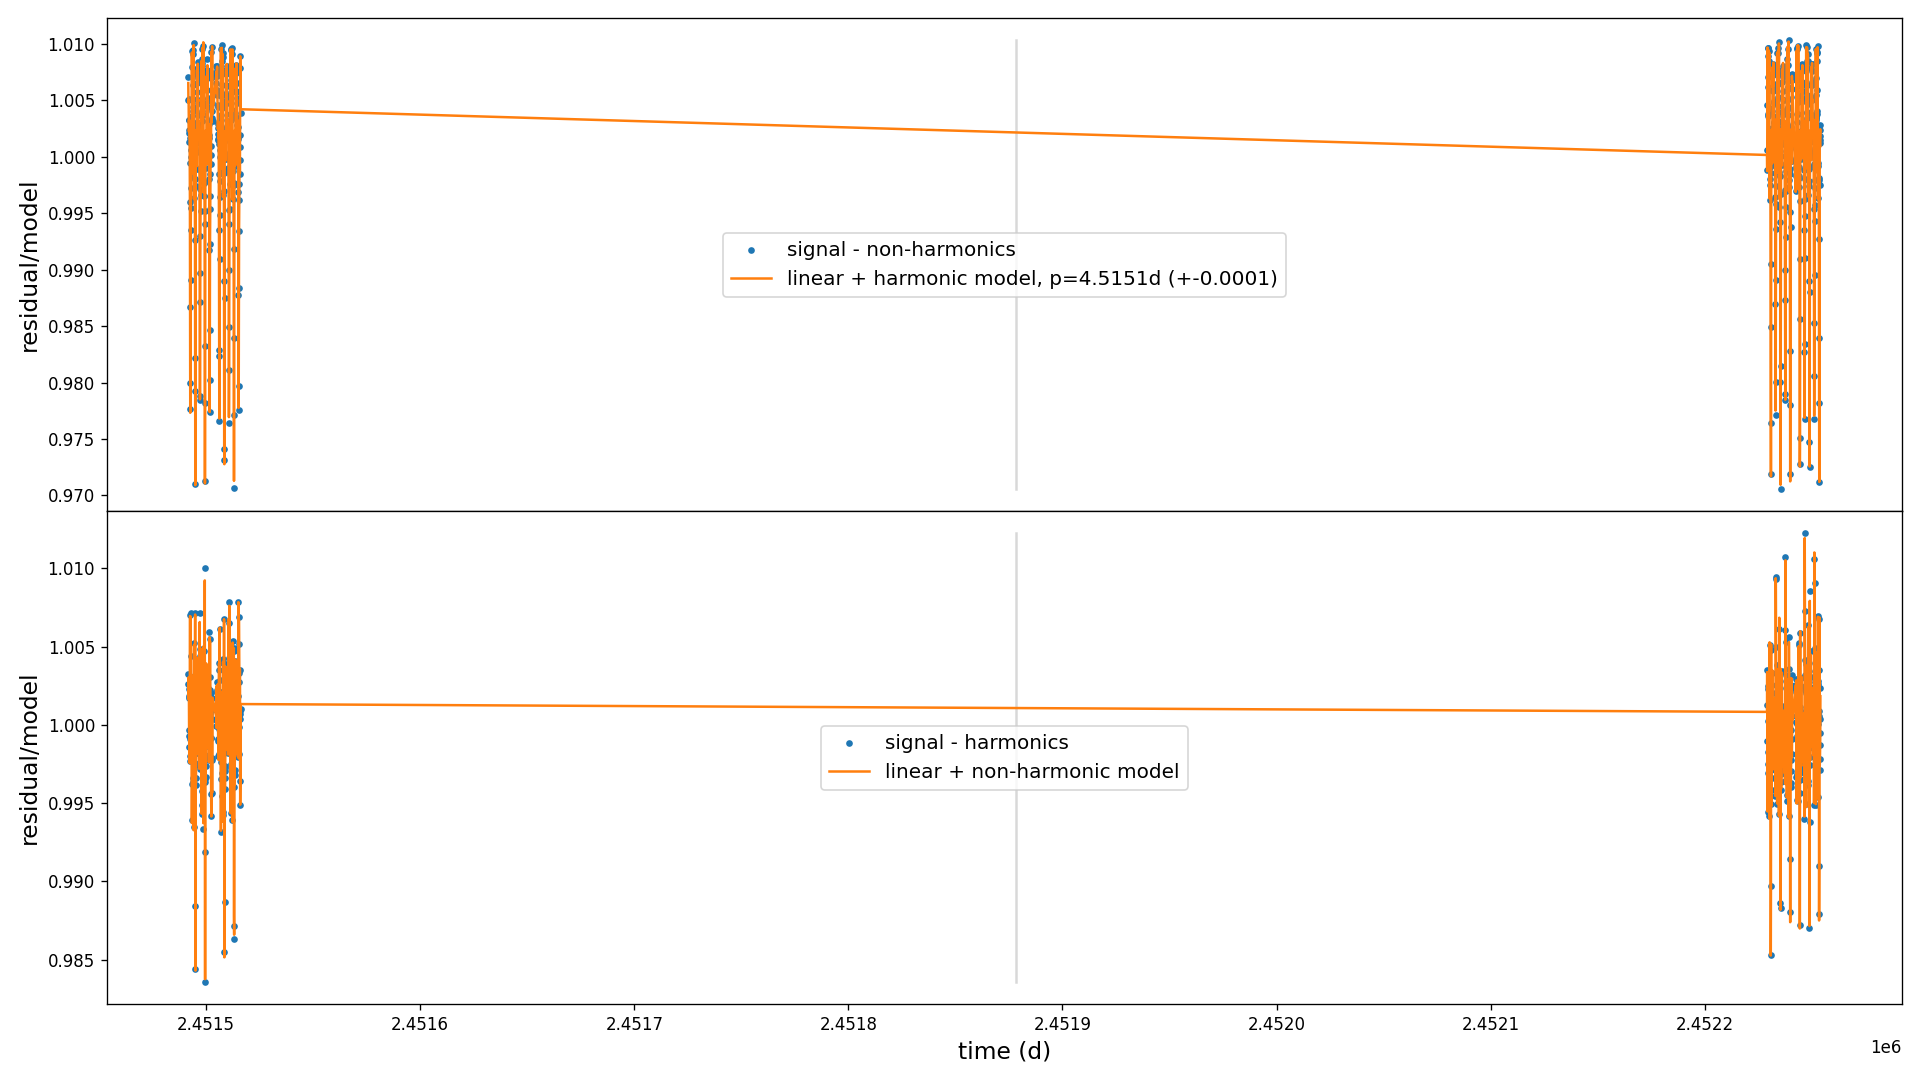 1.010
1.005
1.000
0.995
0.990
0.985
0.980
0.975
0.970
residual/model
signal - non-harmonics
linear + harmonic model, p=4.5151d (+-0.0001)
1.010
1.005
1.000
0.995
0.990
0.985
residual/model
signal - harmonics
linear + non-harmonic model
2.4515 2.4516 2.4517 2.4518 2.4519 2.4520 2.4521 2.4522
1e6
time (d)